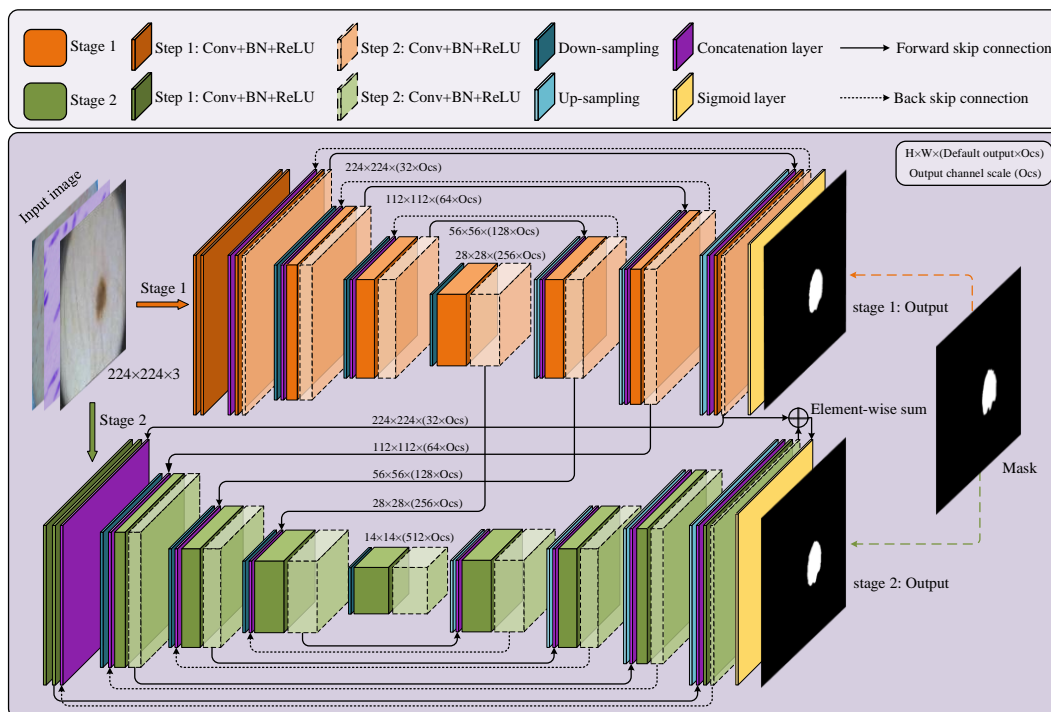 Stage 1
Step 1: Conv+BN+ReLU
Step 2: Conv+BN+ReLU
Down-sampling
Concatenation layer
Forward skip connection
Stage 2
Step 1: Conv+BN+ReLU
Step 2: Conv+BN+ReLU
Up-sampling
Sigmoid layer
Back skip connection
H×W×(Default output×Ocs)
Output channel scale (Ocs)
Input image
224×224×3
Stage 1
224×224×(32×Ocs)
112×112×(64×Ocs)
56×56×(128×Ocs)
28×28×(256×Ocs)
stage 1: Output
Element-wise sum
Mask
Stage 2
224×224×(32×Ocs)
112×112×(64×Ocs)
56×56×(128×Ocs)
28×28×(256×Ocs)
14×14×(512×Ocs)
stage 2: Output